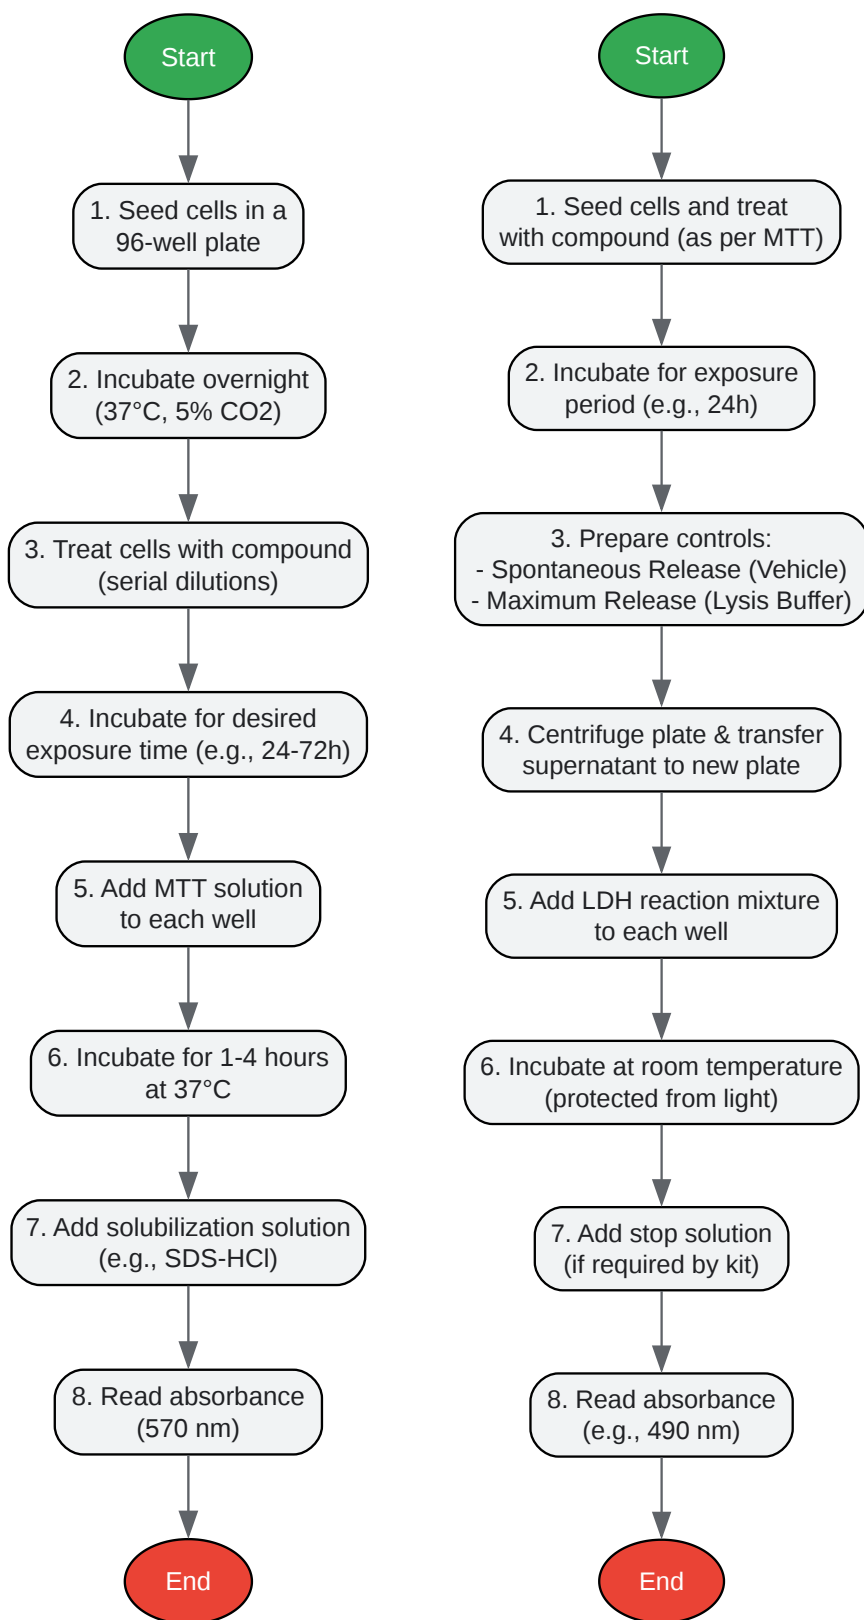 Start
1. Seed cells in a
96-well plate
2. Incubate overnight
(37°C, 5% CO2)
3. Treat cells with compound
(serial dilutions)
4. Incubate for desired
exposure time (e.g., 24-72h)
5. Add MTT solution
to each well
6. Incubate for 1-4 hours
at 37°C
7. Add solubilization solution
(e.g., SDS-HCl)
8. Read absorbance
(570 nm)
End
Start
1. Seed cells and treat
with compound (as per MTT)
2. Incubate for exposure
period (e.g., 24h)
3. Prepare controls:
- Spontaneous Release (Vehicle)
- Maximum Release (Lysis Buffer)
4. Centrifuge plate & transfer
supernatant to new plate
5. Add LDH reaction mixture
to each well
6. Incubate at room temperature
(protected from light)
7. Add stop solution
(if required by kit)
8. Read absorbance
(e.g., 490 nm)
End